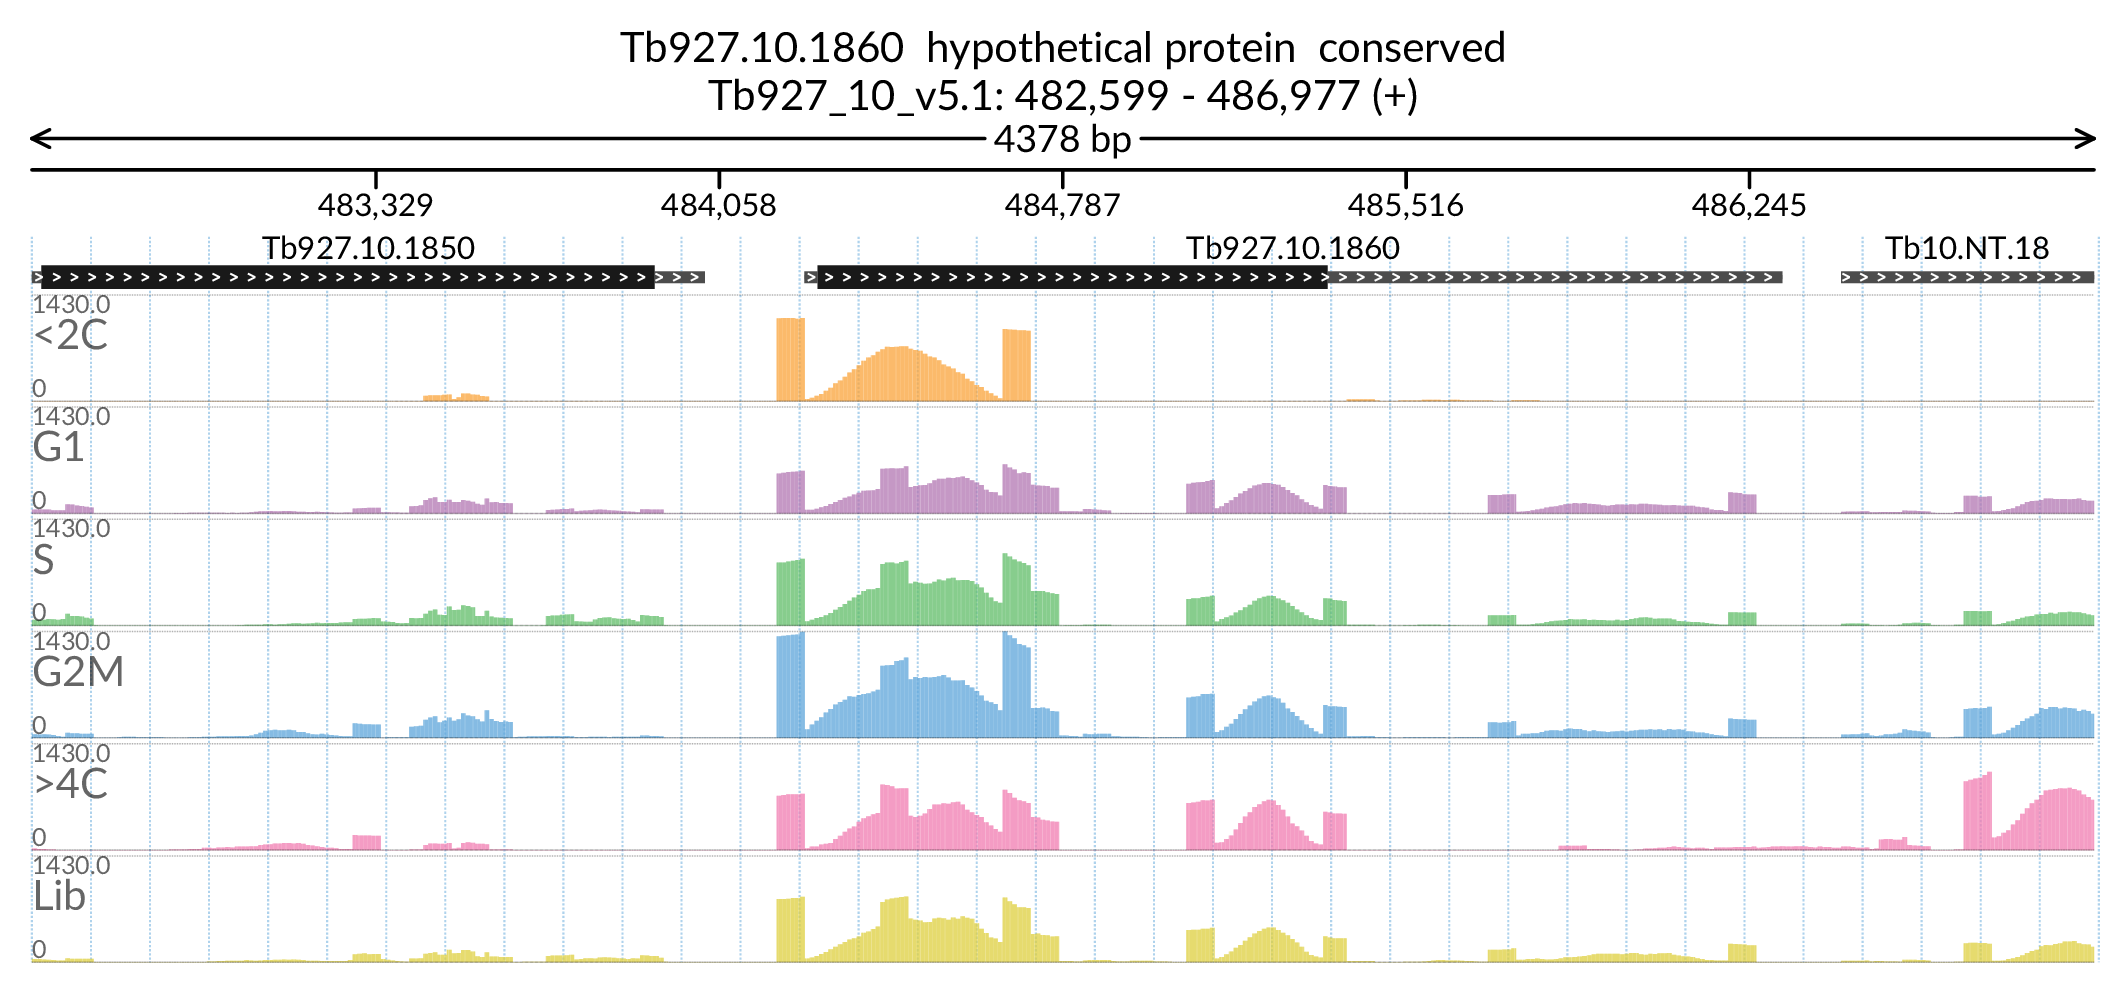 Tb927.10.1860 hypothetical protein conserved
Tb927_10_v5.1: 482,599 - 486,977 (+)
4378 bp
483,329 484,058 484,787 485,516 486,245
Tb927.10.1850 Tb927.10.1860 Tb10.NT.18
1430.0
<2C
0
1430.0
G1
0
1430.0
S
0
1430.0
G2M
0
1430.0
>4C
0
1430.0
Lib
0